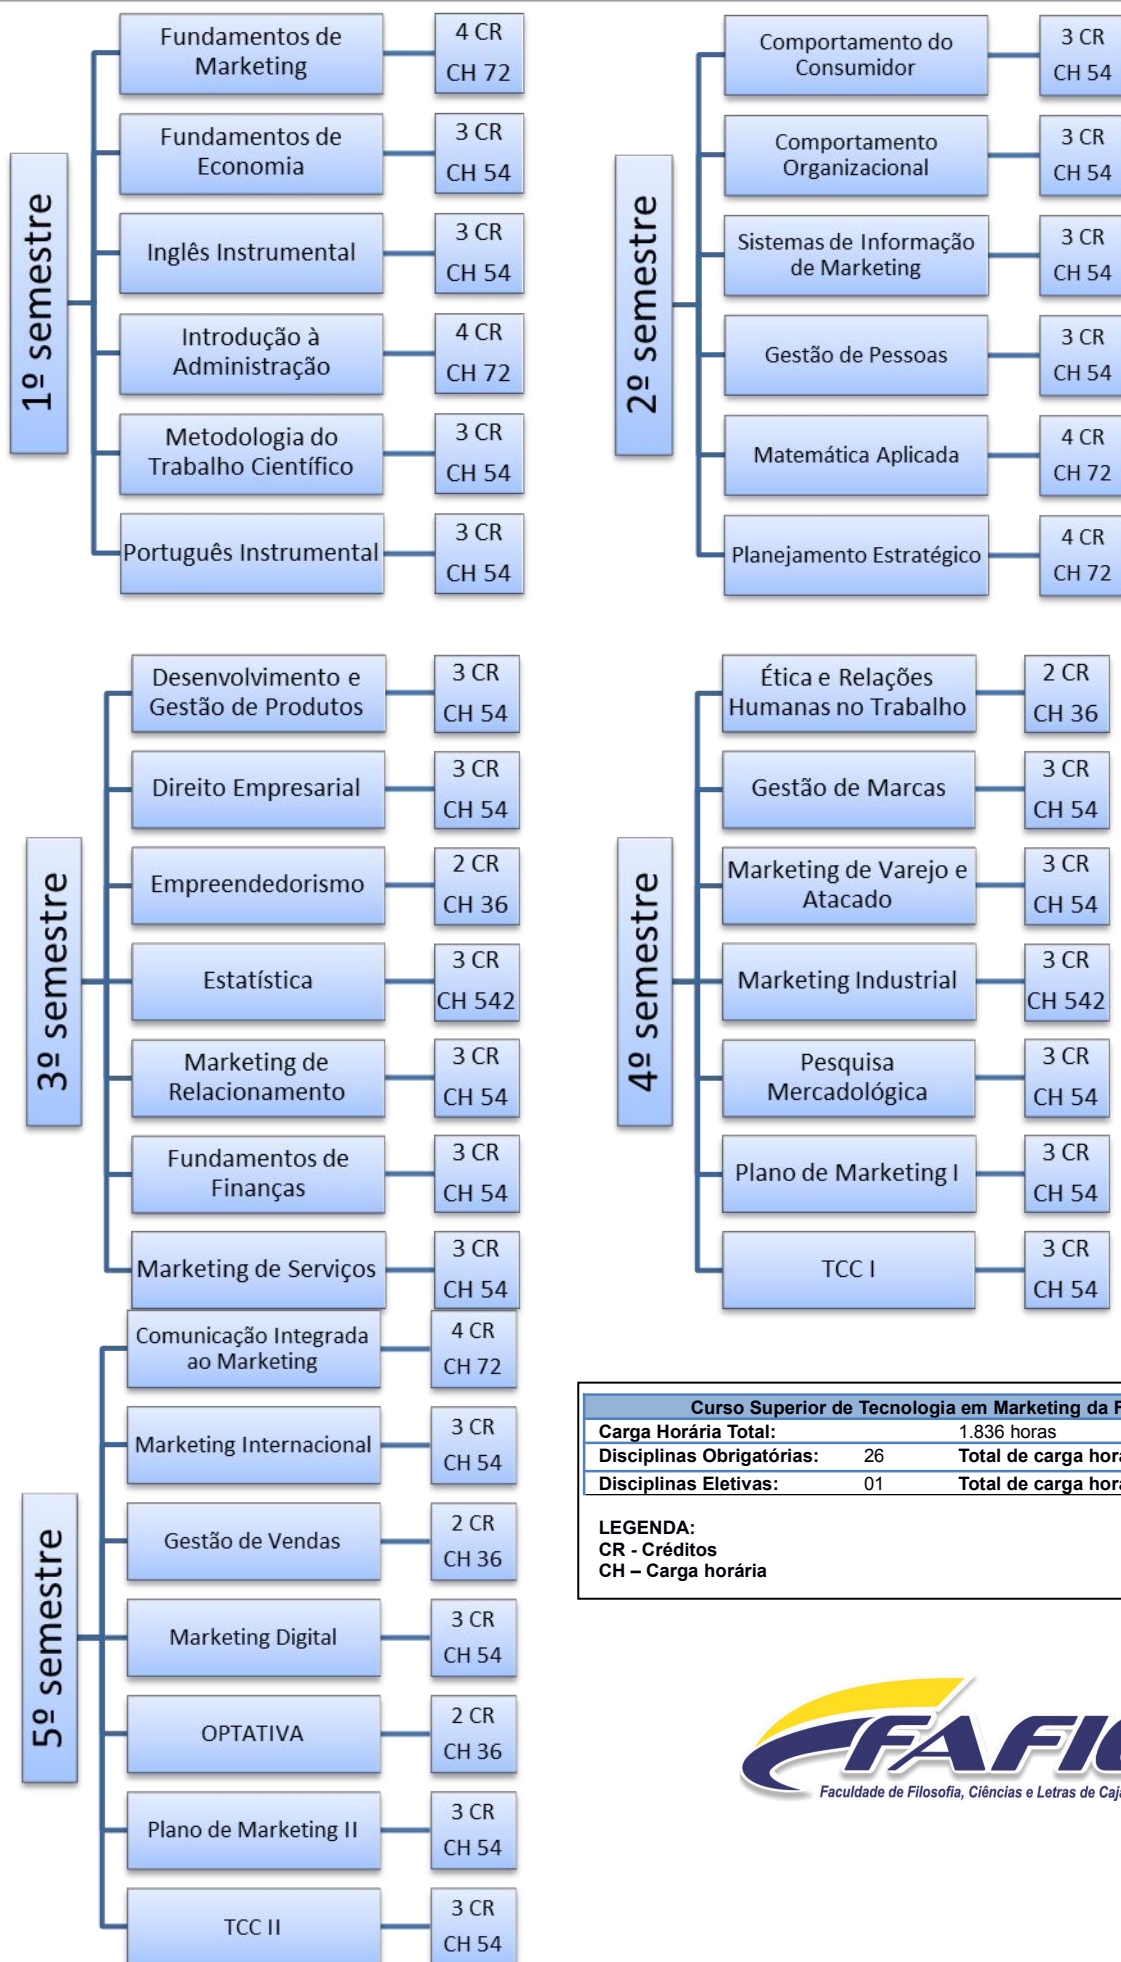 1º semestre
Fundamentos de
Marketing
4 CR
CH 72
Fundamentos de
Economia
3 CR
CH 54
Inglês Instrumental
3 CR
CH 54
Introdução à
Administração
4 CR
CH 72
Metodologia do
Trabalho Científico
3 CR
CH 54
Português Instrumental
3 CR
CH 54
2º semestre
Comportamento do
Consumidor
3 CR
CH 54
Comportamento
Organizacional
3 CR
CH 54
Sistemas de Informação
de Marketing
3 CR
CH 54
Gestão de Pessoas
3 CR
CH 54
Matemática Aplicada
4 CR
CH 72
Planejamento Estratégico
4 CR
CH 72
3º semestre
Desenvolvimento e
Gestão de Produtos
3 CR
CH 54
Direito Empresarial
3 CR
CH 54
Empreendedorismo
2 CR
CH 36
Estatística
3 CR
CH 542
Marketing de
Relacionamento
3 CR
CH 54
Fundamentos de
Finanças
3 CR
CH 54
Marketing de Serviços
3 CR
CH 54
4º semestre
Ética e Relações
Humanas no Trabalho
2 CR
CH 36
Gestão de Marcas
3 CR
CH 54
Marketing de Varejo e
Atacado
3 CR
CH 54
Marketing Industrial
3 CR
CH 542
Pesquisa
Mercadológica
3 CR
CH 54
Plano de Marketing I
3 CR
CH 54
TCC I
3 CR
CH 54
5º semestre
Comunicação Integrada
ao Marketing
4 CR
CH 72
Marketing Internacional
3 CR
CH 54
Gestão de Vendas
2 CR
CH 36
Marketing Digital
3 CR
CH 54
OPTATIVA
2 CR
CH 36
Plano de Marketing II
3 CR
CH 54
TCC II
3 CR
CH 54
Curso Superior de Tecnologia em Marketing da
Carga Horária Total: 1.836 horas
Disciplinas Obrigatórias: 26 Total de carga
Disciplinas Eletivas: 01 Total de carga
LEGENDA:
CR - Créditos
CH – Carga horária
Faculdade de Filosofia, Ciências e Letras de